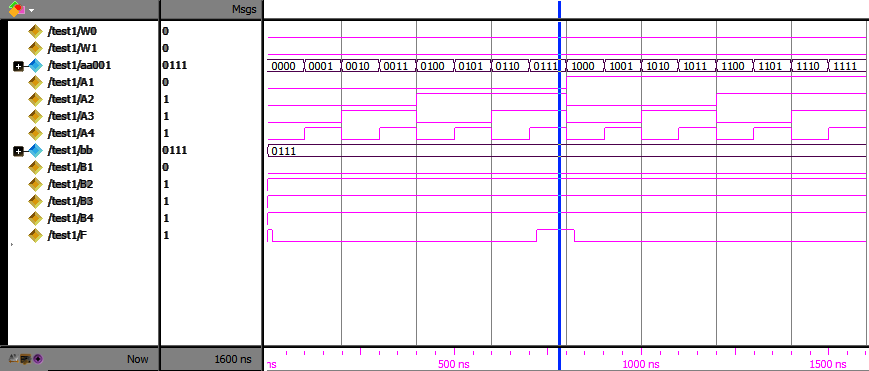 Msgs
/test1/W0 0
/test1/W1 0
/test1/aa001 0111 0000 0001 0010 0011 0100 0101 0110 0111 1000 1001 1010 1011 1100 1101 1110 1111
/test1/A1 0
/test1/A2 1
/test1/A3 1
/test1/A4 1
/test1/bb 0111 0111
/test1/B1 0
/test1/B2 1
/test1/B3 1
/test1/B4 1
/test1/F 1
Now 1600 ns ns 500 ns 1000 ns 1500 ns